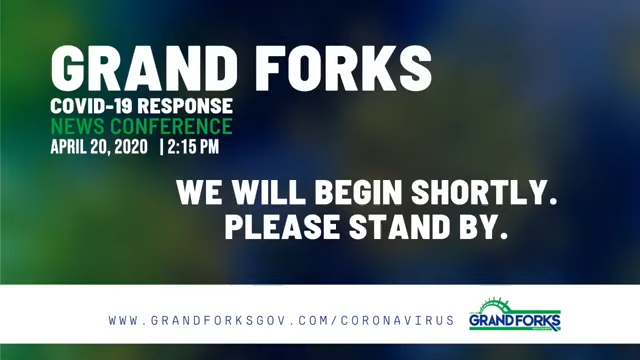 GRAND FORKS
COVID-19 RESPONSE
NEWS CONFERENCE
APRIL 20, 2020 | 2:15 PM
WE WILL BEGIN SHORTLY.
PLEASE STAND BY.
WWW.GRANDFORKSGOV.COM/CORONAVIRUS
GRAND FORKS